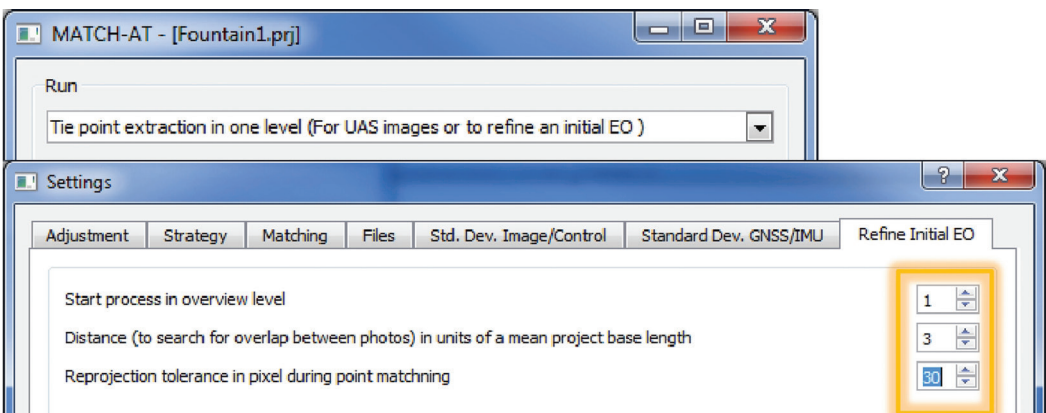 MATCH-AT - [Fountain1.prj]
Run
Tie point extraction in one level (For UAS images or to refine an initial EO )
Settings
?
Adjustment Strategy Matching Files Std. Dev. Image/Control Standard Dev. GNSS/IMU Refine Initial EO
Start process in overview level 1
Distance (to search for overlap between photos) in units of a mean project base length 3
Reprojection tolerance in pixel during point matchning 30